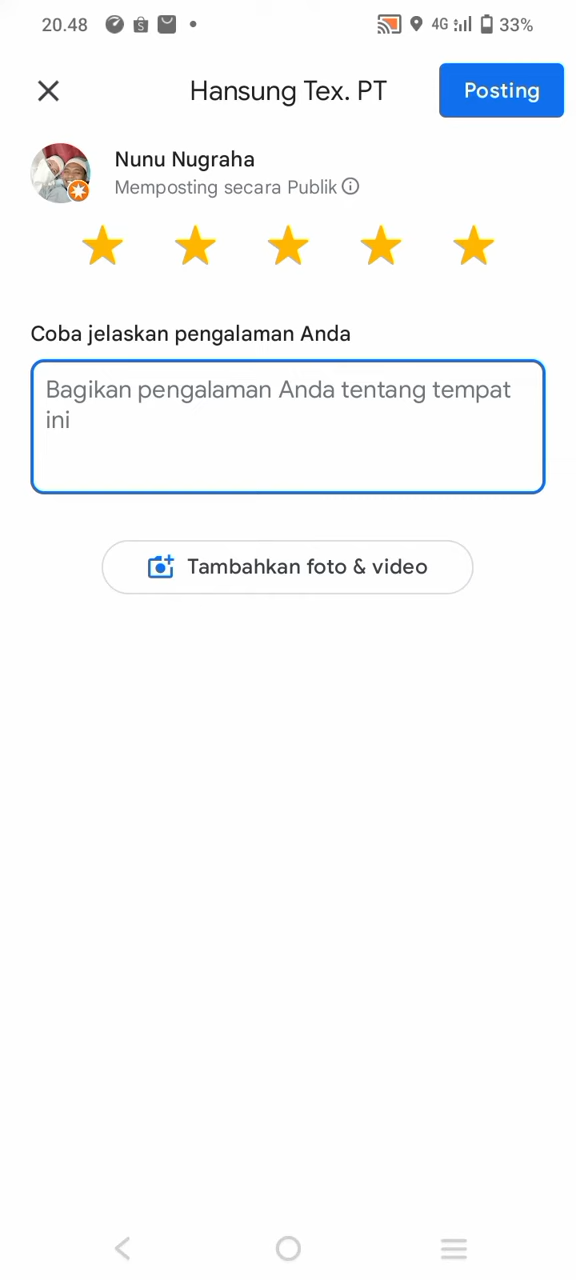 20.48 4G 33%
Hansung Tex. PT Posting
Nunu Nugraha
Memposting secara Publik
Coba jelaskan pengalaman Anda
Bagikan pengalaman Anda tentang tempat
ini
Tambahkan foto & video